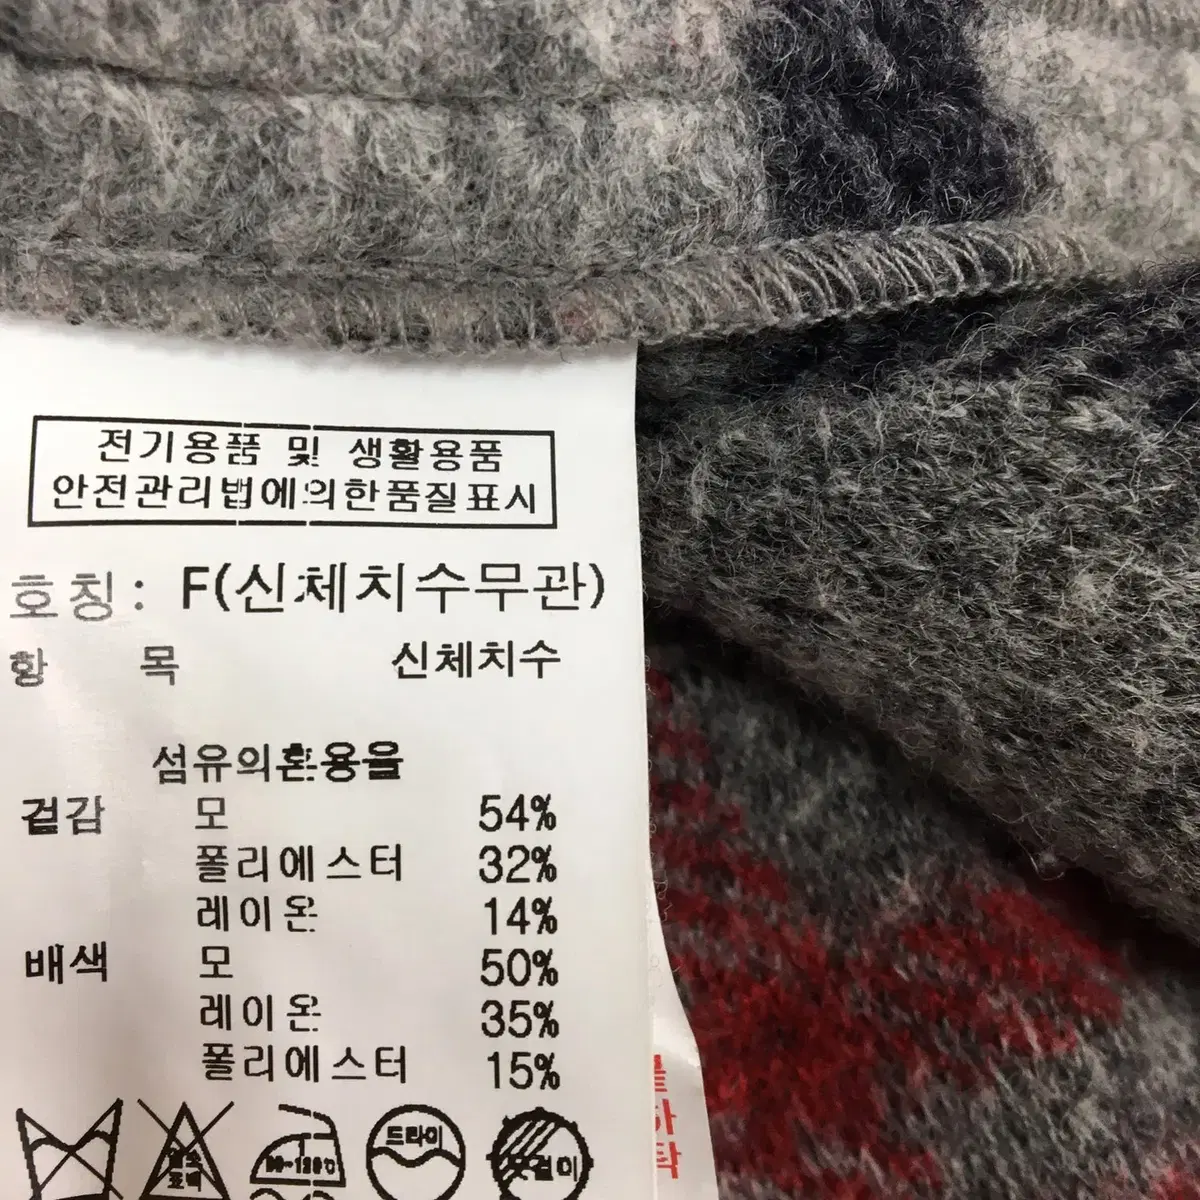 전기용품 및 생활용품
안전관리법에의한품질표시
호칭: F(신체치수무관)
항 목 신체치수
섬유의혼용율
겉감 모 54%
폴리에스터 32%
레이온 14%
배색 모 50%
레이온 35%
폴리에스터 15%
드라이
옷걸이